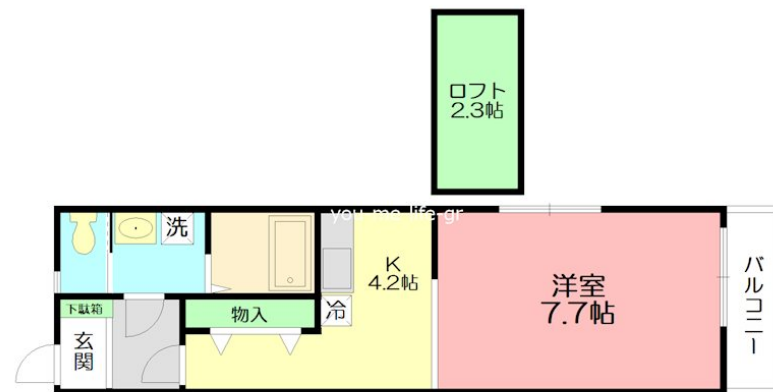 ロフト
2.3帖
you-me-life-gr
洗
K
4.2帖
洋室
7.7帖
バルコニー
下駄箱
物入
冷
玄関